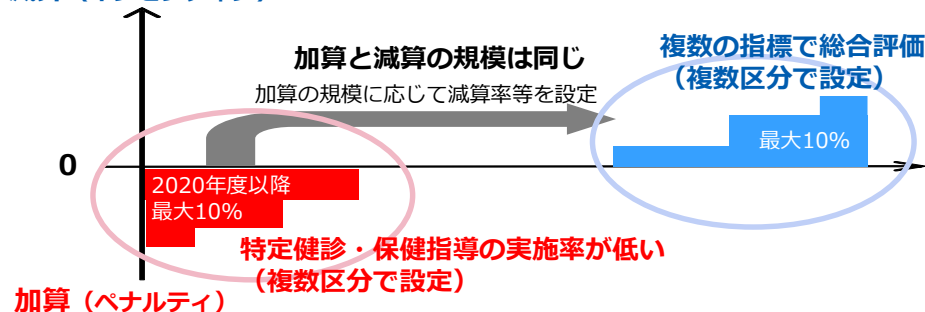 加算と減算の規模は同じ
加算の規模に応じて減算率等を設定
複数の指標で総合評価
（複数区分で設定）
最大10%
0
2020年度以降
最大10%
特定健診・保健指導の実施率が低い
（複数区分で設定）
加算（ペナルティ）